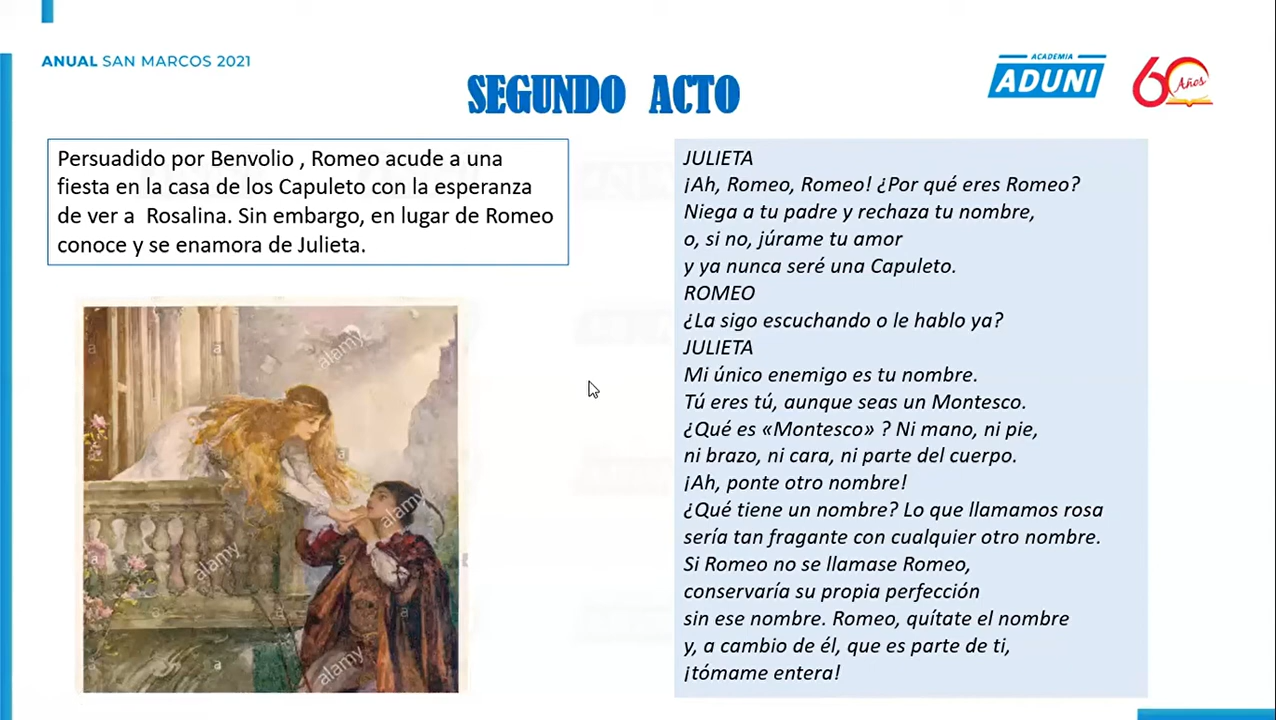 ANUAL SAN MARCOS 2021
ACADEMIA
ADUNI
60 Años
SEGUNDO ACTO
Persuadido por Benvolio , Romeo acude a una
fiesta en la casa de los Capuleto con la esperanza
de ver a Rosalina. Sin embargo, en lugar de Romeo
conoce y se enamora de Julieta.
alamy
a
a
a
alamy
a
alamy
a
a
a
alamy
JULIETA
¡Ah, Romeo, Romeo! ¿Por qué eres Romeo?
Niega a tu padre y rechaza tu nombre,
o, si no, júrame tu amor
y ya nunca seré una Capuleto.
ROMEO
¿La sigo escuchando o le hablo ya?
JULIETA
Mi único enemigo es tu nombre.
Tú eres tú, aunque seas un Montesco.
¿Qué es «Montesco» ? Ni mano, ni pie,
ni brazo, ni cara, ni parte del cuerpo.
¡Ah, ponte otro nombre!
¿Qué tiene un nombre? Lo que llamamos rosa
sería tan fragante con cualquier otro nombre.
Si Romeo no se llamase Romeo,
conservaría su propia perfección
sin ese nombre. Romeo, quítate el nombre
y, a cambio de él, que es parte de ti,
¡tómame entera!